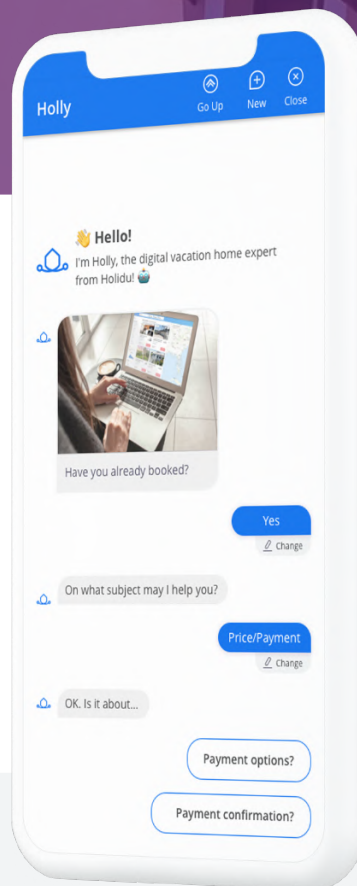 Holly
Go Up
New
Close
👋 Hello!
I'm Holly, the digital vacation home expert
from Holidu! 🤖
Have you already booked?
Yes
Change
On what subject may I help you?
Price/Payment
Change
OK. Is it about...
Payment options?
Payment confirmation?